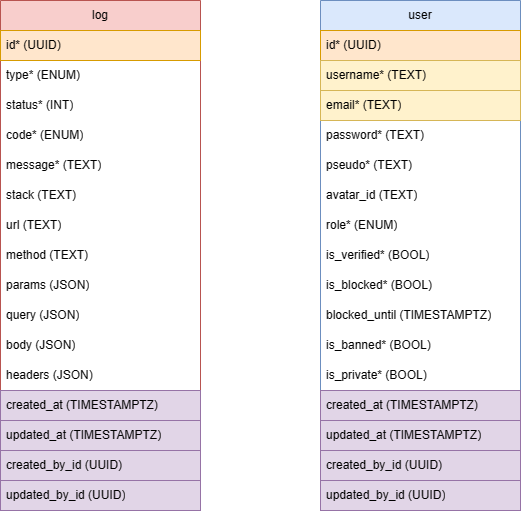 log
id* (UUID)
type* (ENUM)
status* (INT)
code* (ENUM)
message* (TEXT)
stack (TEXT)
url (TEXT)
method (TEXT)
params (JSON)
query (JSON)
body (JSON)
headers (JSON)
created_at (TIMESTAMPTZ)
updated_at (TIMESTAMPTZ)
created_by_id (UUID)
updated_by_id (UUID)
user
id* (UUID)
username* (TEXT)
email* (TEXT)
password* (TEXT)
pseudo* (TEXT)
avatar_id (TEXT)
role* (ENUM)
is_verified* (BOOL)
is_blocked* (BOOL)
blocked_until (TIMESTAMPTZ)
is_banned* (BOOL)
is_private* (BOOL)
created_at (TIMESTAMPTZ)
updated_at (TIMESTAMPTZ)
created_by_id (UUID)
updated_by_id (UUID)